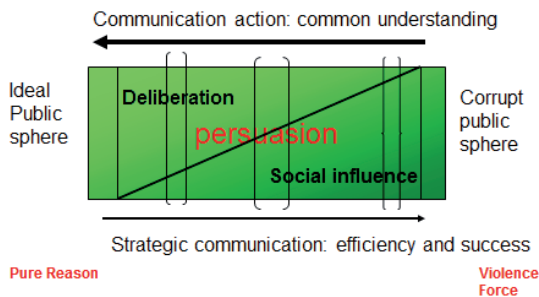 Communication action: common understanding
Ideal
Public
sphere
Deliberation
persuasion
Social influence
Corrupt
public
sphere
Strategic communication: efficiency and success
Pure Reason
Violence
Force